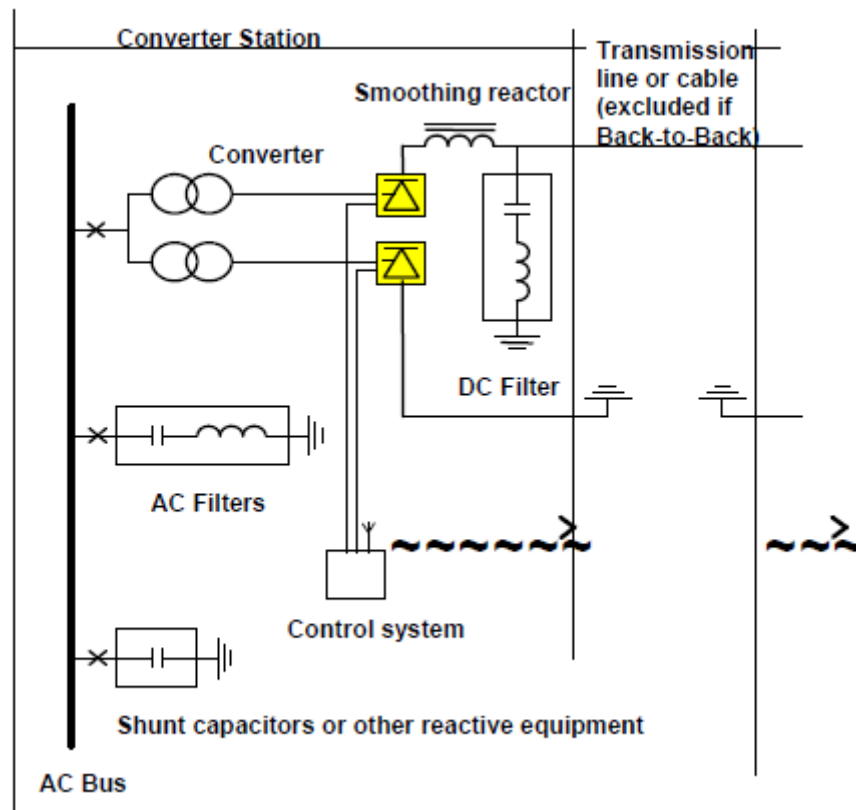 Converter Station
Transmission
line or cable
(excluded if
Back-to-Back)
Smoothing reactor
Converter
DC Filter
AC Filters
Control system
Shunt capacitors or other reactive equipment
AC Bus